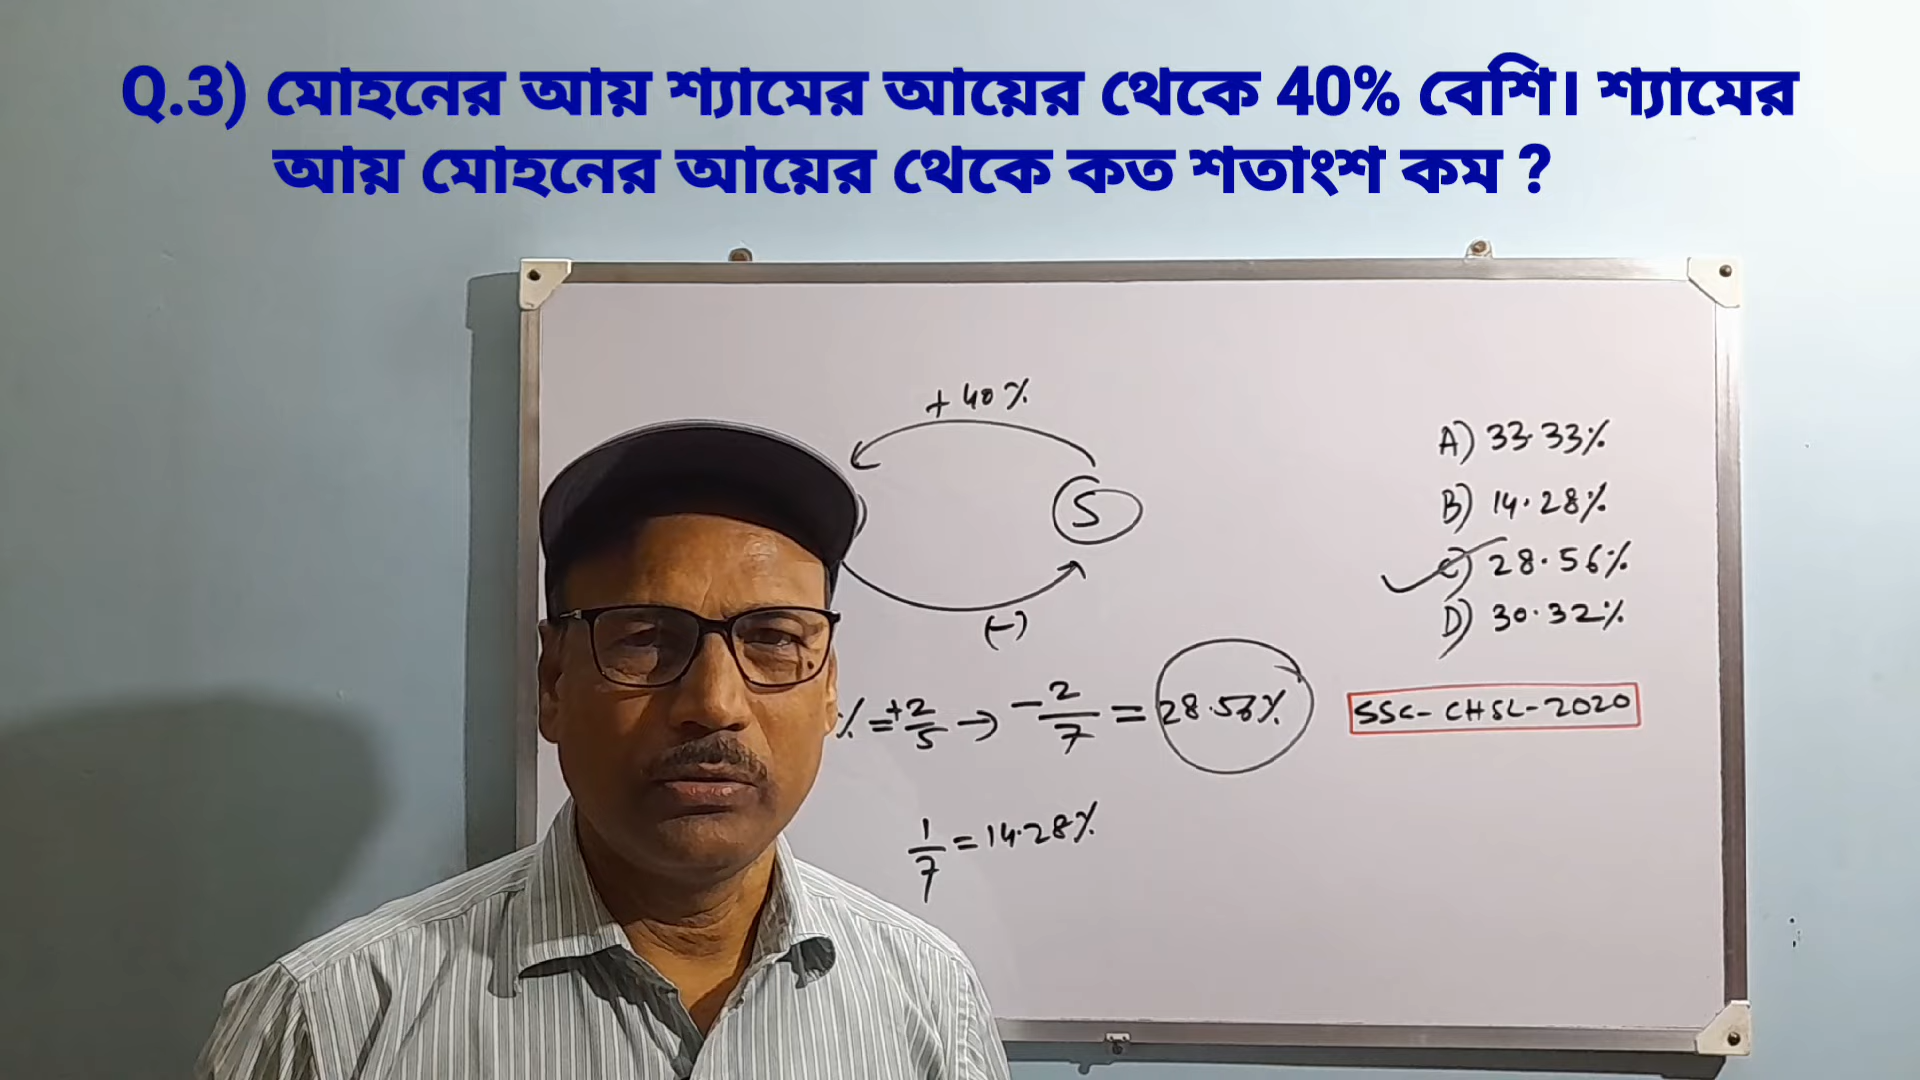 Q.3) মোহনের আয় শ্যামের আয়ের থেকে 40% বেশি। শ্যামের
আয় মোহনের আয়ের থেকে কত শতাংশ কম ?
+ 40%
S
(-)
% = +2/5 → -2/7 = 28.56%
1/7 = 14.28%
A) 33.33%
B) 14.28%
C) 28.56%
D) 30.32%
SSC-CHSL-2020